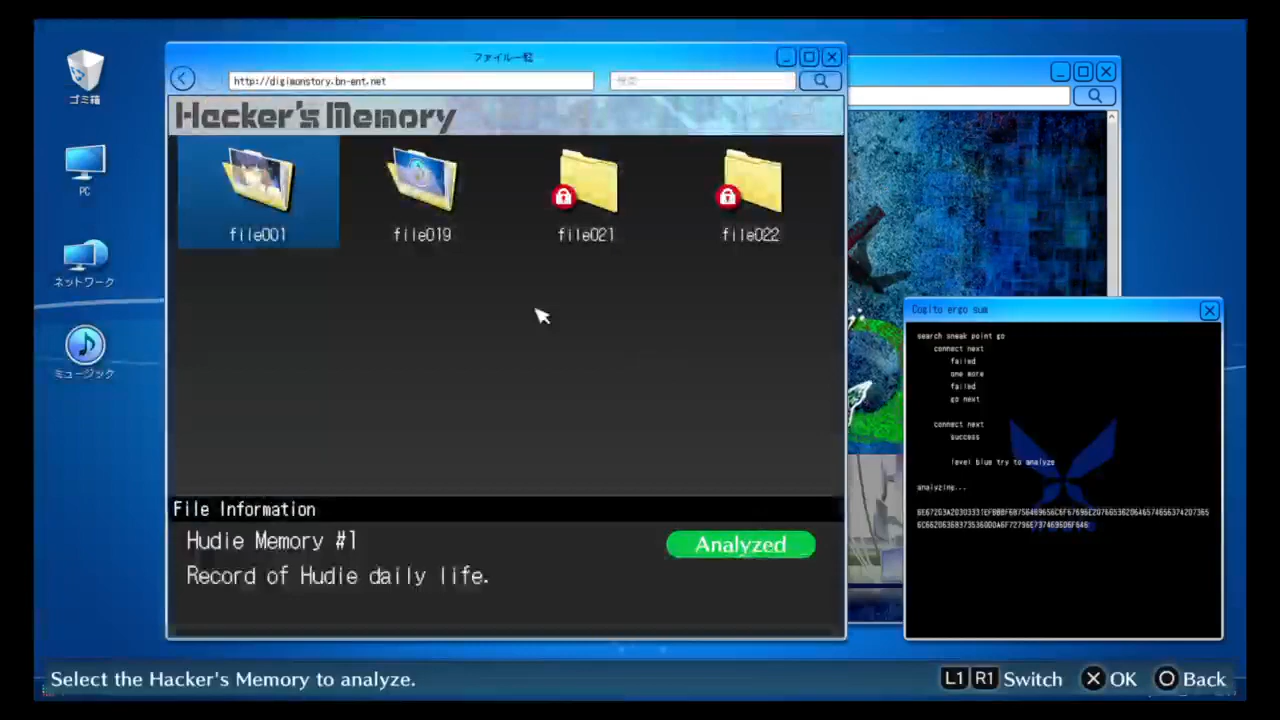 ゴミ箱
PC
ネットワーク
ミュージック
ファイル一覧
http://digimonstory.bn-ent.net
検索
Hacker's Memory
file001
file019
file021
file022
File Information
Hudie Memory #1
Analyzed
Record of Hudie daily life.
Cogito ergo sum
search sneak point go
connect next
failed
one more
failed
go next
connect next
success
level blue try to analyze
analyzing...
Select the Hacker's Memory to analyze.
L1 R1 Switch
OK
Back